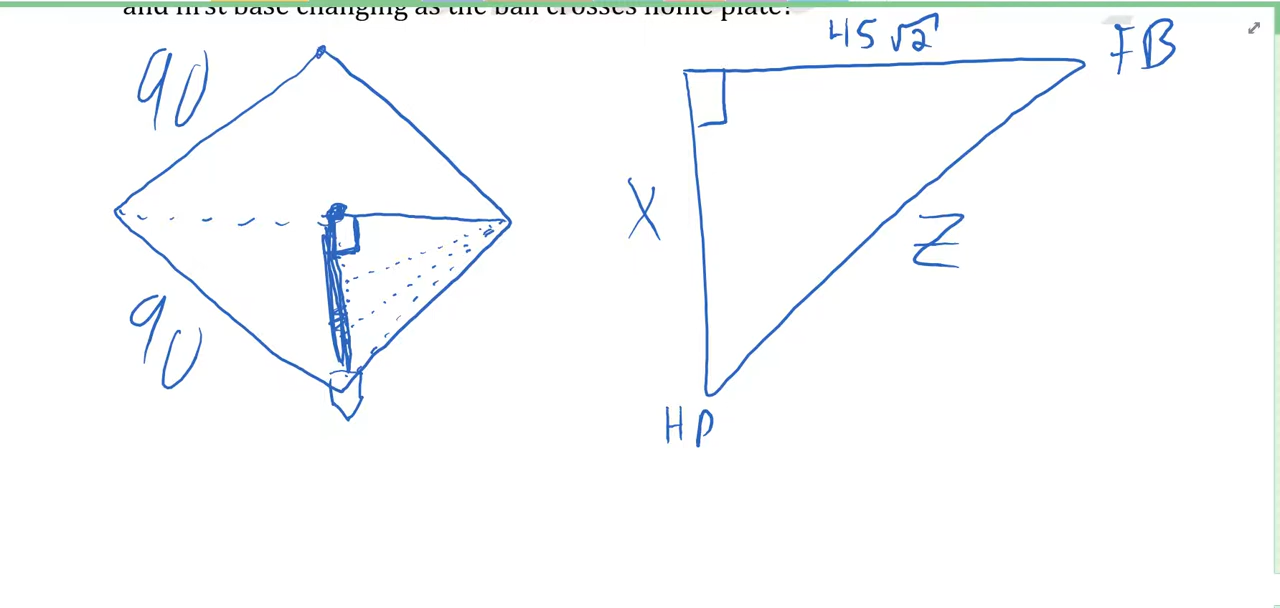 and first base changing as the ball crosses home plate?
45 √2
FB
90
X
Z
90
HP